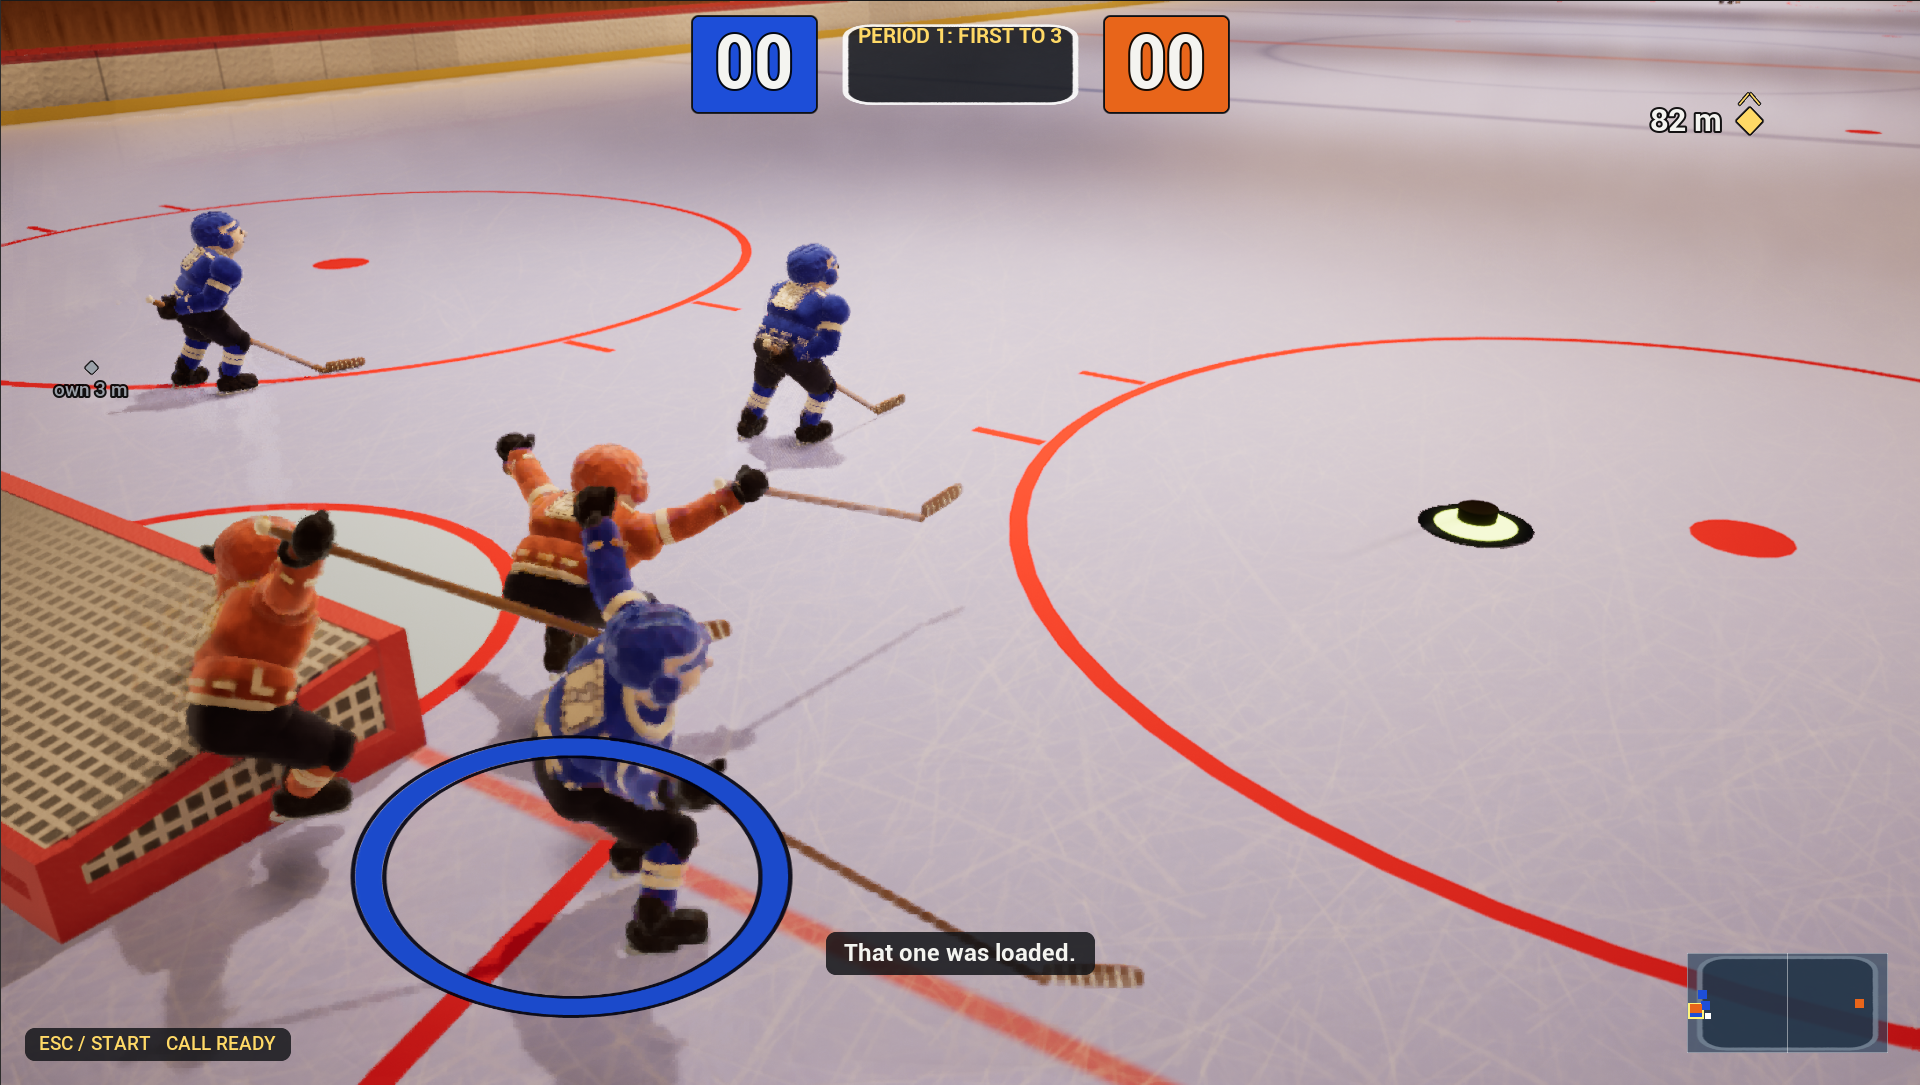 00
PERIOD 1: FIRST TO 3
00
82 m
own 3 m
That one was loaded.
ESC / START CALL READY